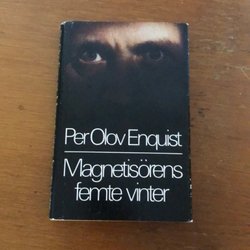 Per Olov Enquist
Magnetisörens
femte vinter